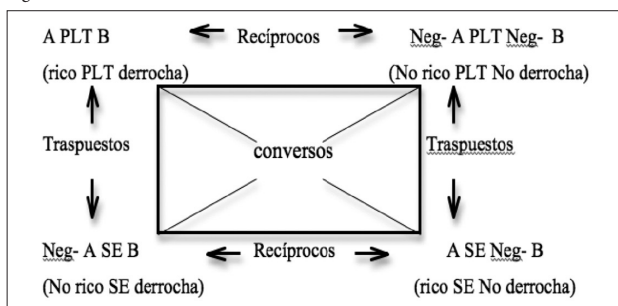 A PLT B Recíprocos Neg- A PLT Neg- B
(rico PLT derrocha) (No rico PLT No derrocha)
Traspuestos conversos Traspuestos
Neg- A SE B Recíprocos A SE Neg- B
(No rico SE derrocha) (rico SE No derrocha)